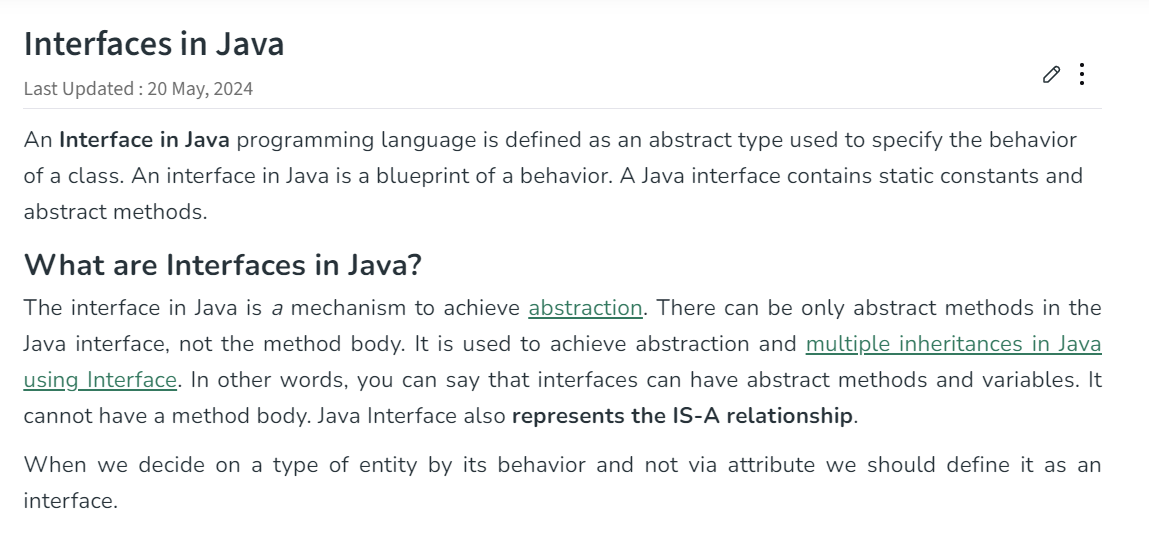 Interfaces in Java
Last Updated : 20 May, 2024
An Interface in Java programming language is defined as an abstract type used to specify the behavior
of a class. An interface in Java is a blueprint of a behavior. A Java interface contains static constants and
abstract methods.
What are Interfaces in Java?
The interface in Java is a mechanism to achieve abstraction. There can be only abstract methods in the
Java interface, not the method body. It is used to achieve abstraction and multiple inheritances in Java
using Interface. In other words, you can say that interfaces can have abstract methods and variables. It
cannot have a method body. Java Interface also represents the IS-A relationship.
When we decide on a type of entity by its behavior and not via attribute we should define it as an
interface.